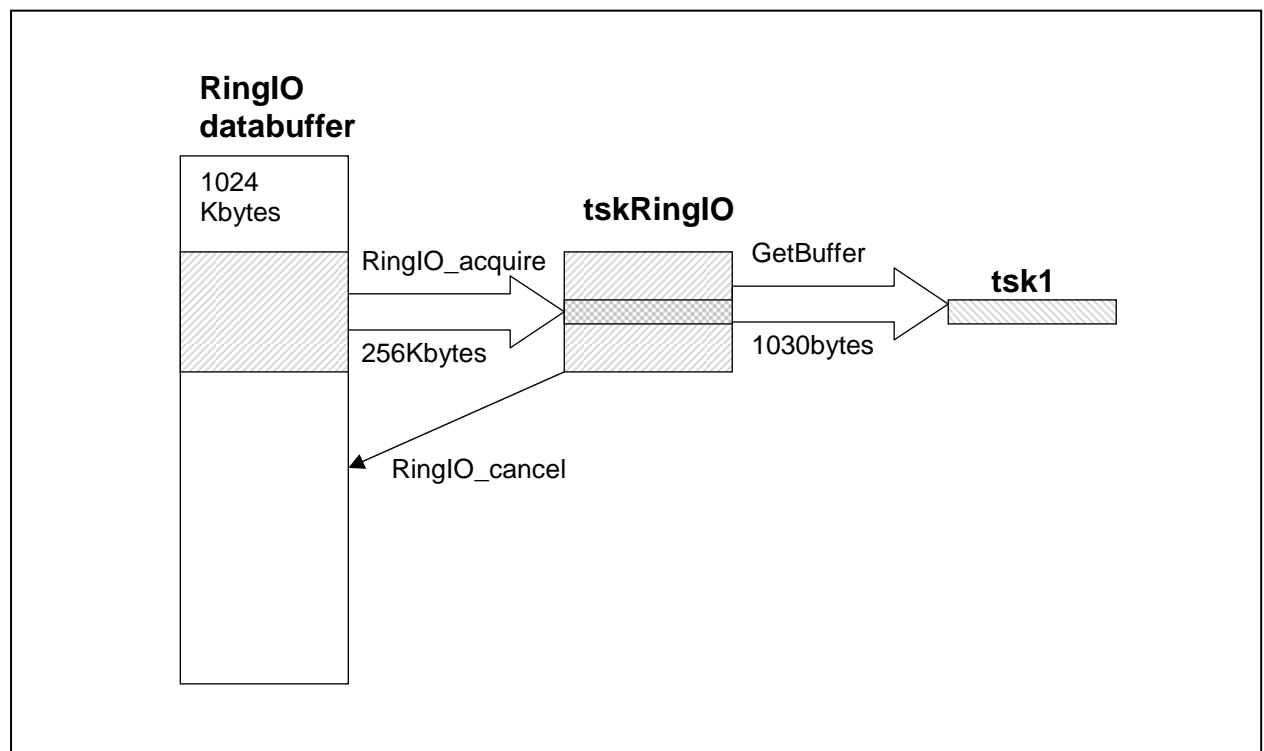 RingIO
databuffer
1024
Kbytes
tskRingIO
RingIO_acquire
GetBuffer
tsk1
256Kbytes
1030bytes
RingIO_cancel